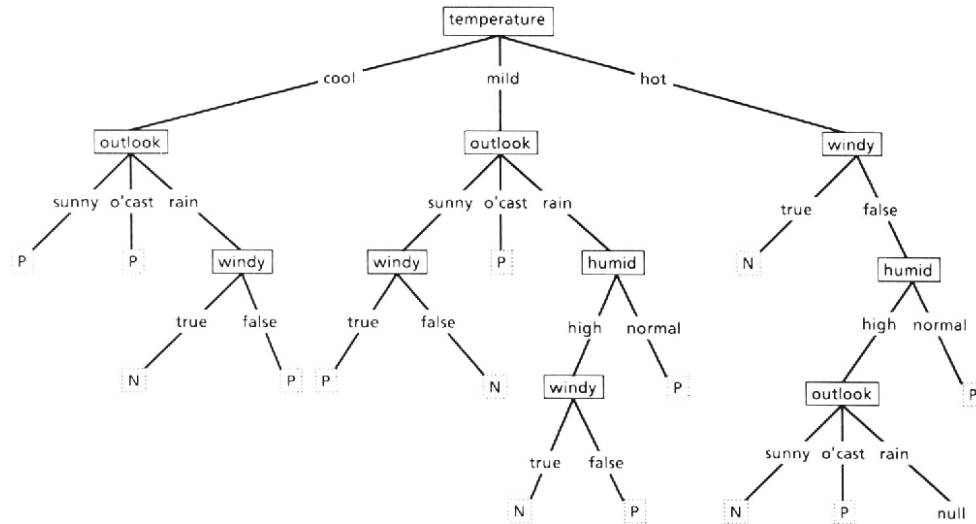 temperature
cool mild hot
outlook outlook windy
sunny o'cast rain sunny o'cast rain true false
P P windy windy P humid N humid
true false true false high normal high normal
N P P N windy P outlook P
true false sunny o'cast rain
N P N P null